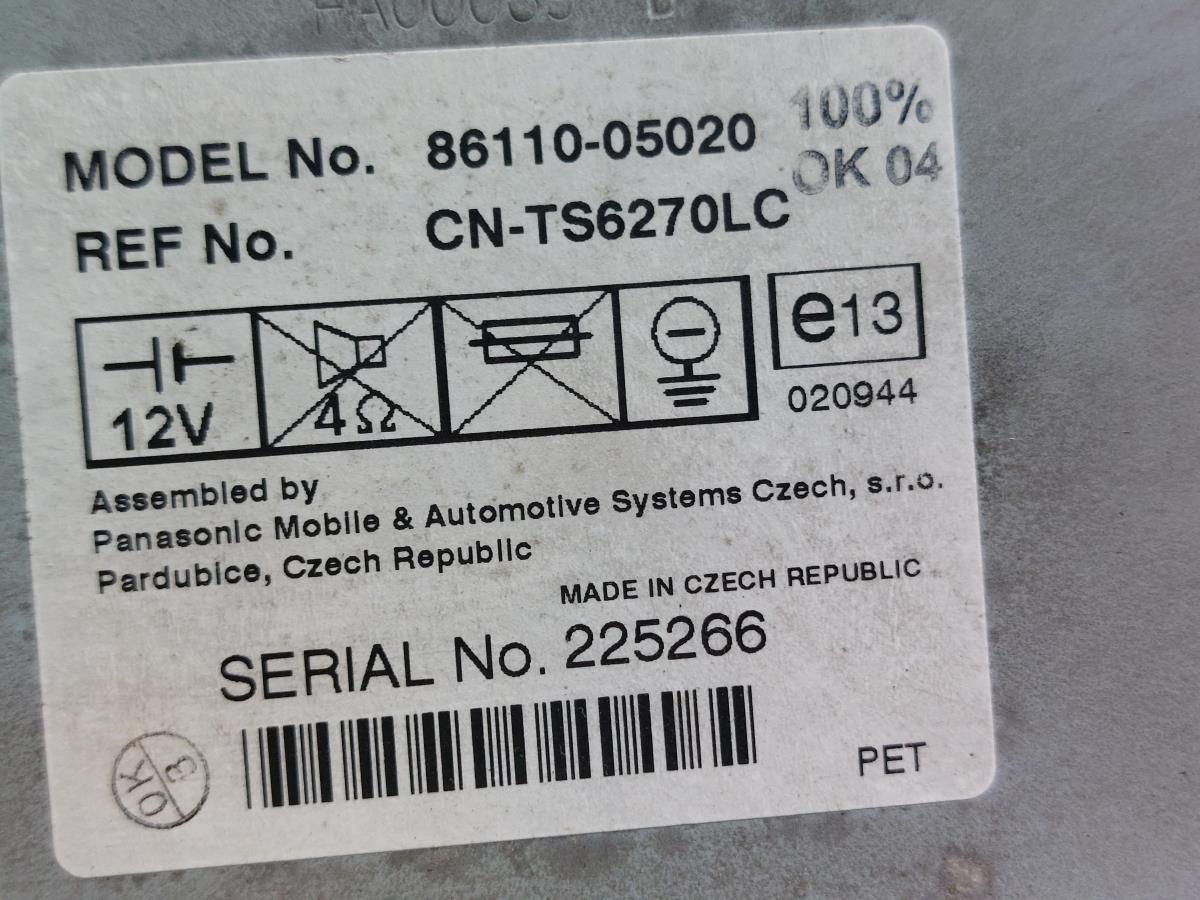 MODEL No. 86110-05020
100%
OK 04
REF No. CN-TS6270LC
12V
4 Ω
e13
020944
Assembled by
Panasonic Mobile & Automotive Systems Czech, s.r.o.
Pardubice, Czech Republic
MADE IN CZECH REPUBLIC
SERIAL No. 225266
OK 3
PET